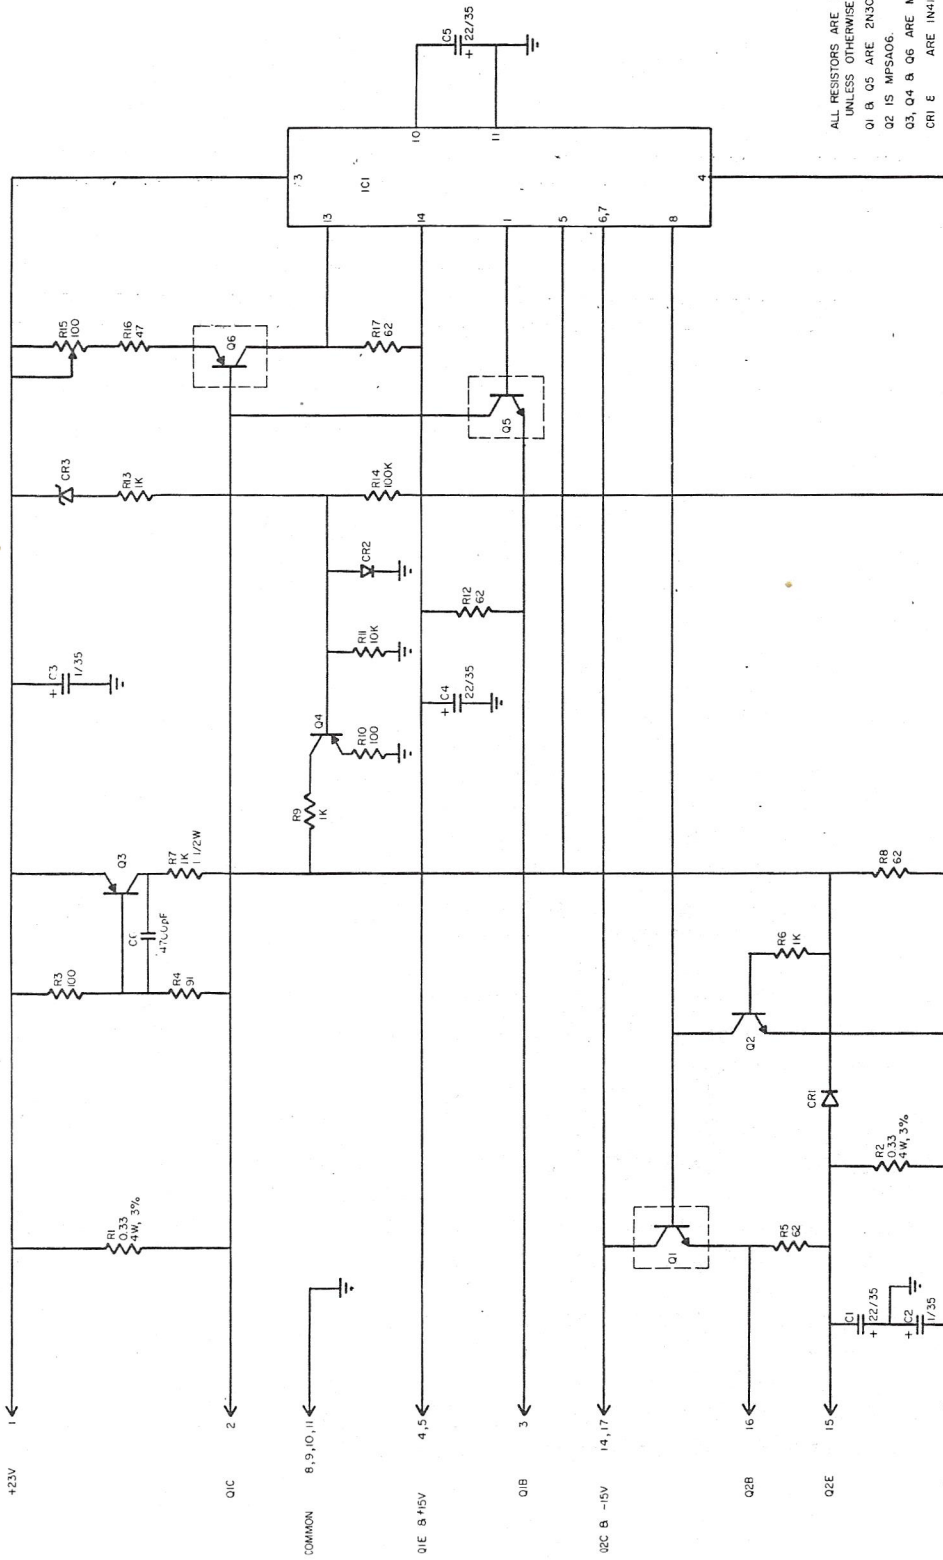 +23V
1
Q1C
2
COMMON
8,9,10,11
Q1E & +15V
4,5
Q1B
3
Q2C & -15V
14,17
Q2B
16
Q2E
15
R1
0.33
4W, 3%
R3
100
R4
91
4700pF
Q3
R7
1K
1 1/2W
+ C3
1/35
CR3
R13
1K
R15
100
R16
47
Q6
R9
1K
Q4
R10
100
R11
10K
CR2
R14
100K
R17
62
+ C4
22/35
R12
62
Q5
IC1
3
13
14
1
5
6,7
8
10
11
4
C5
+ 22/35
Q1
R5
62
C1
+ 22/35
+ C2
1/35
R2
0.33
4W, 3%
CR1
Q2
R6
1K
R8
62
ALL RESISTORS ARE
UNLESS OTHERWISE
Q1 & Q5 ARE 2N3C
Q2 IS MPSA06.
Q3, Q4 & Q6 ARE M
CR1 & ARE 1N41